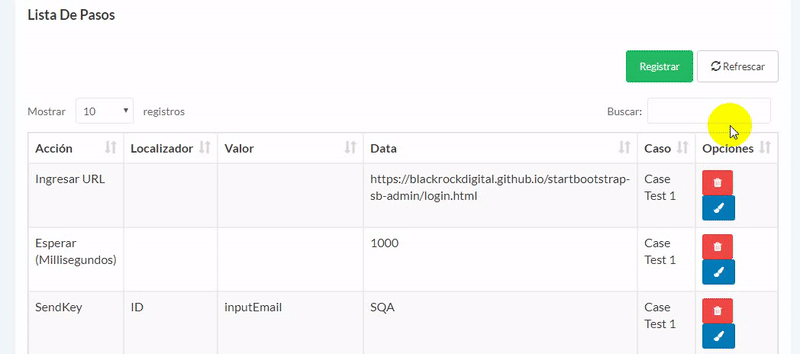 Lista De Pasos
Registrar Refrescar
Mostrar 10 registros Buscar:
Acción Localizador Valor Data Caso Opciones
Ingresar URL https://blackrockdigital.github.io/startbootstrap- Case
sb-admin/login.html Test 1
Esperar 1000 Case
(Millisegundos) Test 1
SendKey ID inputEmail SQA Case
Test 1